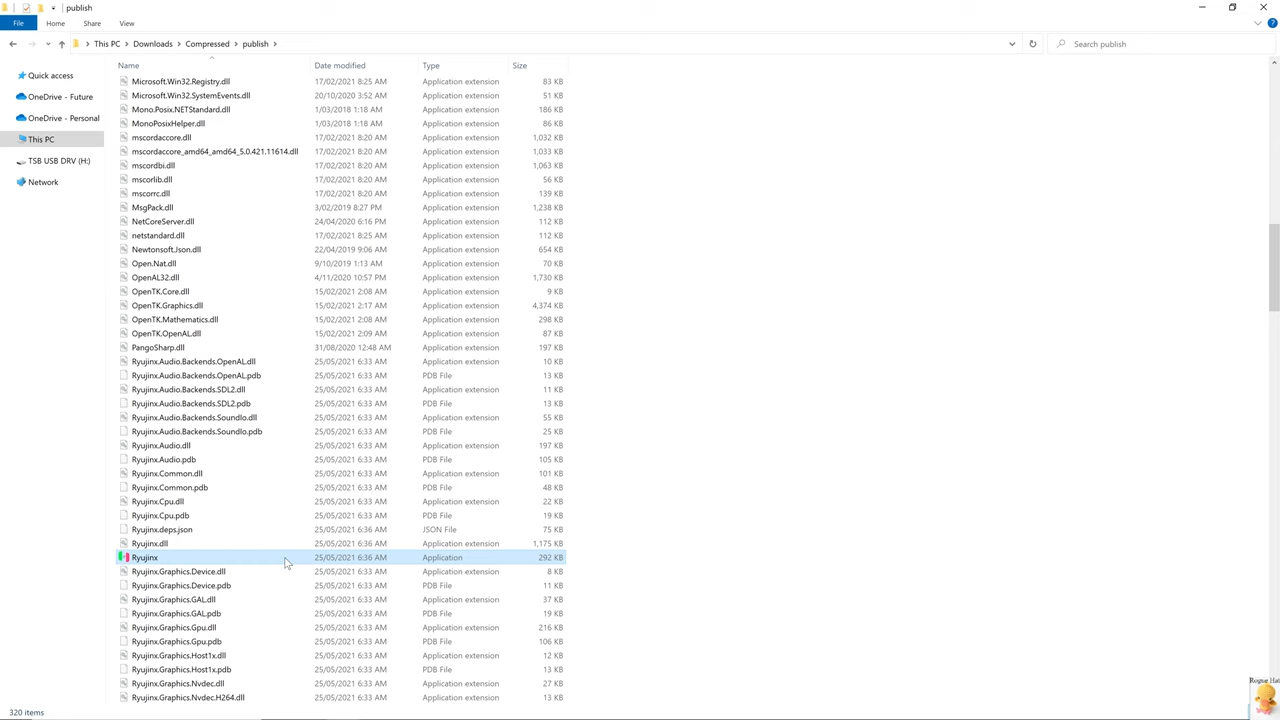 publish
File Home Share View
This PC > Downloads > Compressed > publish > Search publish
Name Date modified Type Size
Quick access
OneDrive - Future
OneDrive - Personal
This PC
TSB USB DRV (H:)
Network
Microsoft.Win32.Registry.dll 17/02/2021 8:25 AM Application extension 83 KB
Microsoft.Win32.SystemEvents.dll 20/10/2020 3:52 AM Application extension 51 KB
Mono.Posix.NETStandard.dll 1/03/2018 1:18 AM Application extension 186 KB
MonoPosixHelper.dll 1/03/2018 1:18 AM Application extension 86 KB
mscordaccore.dll 17/02/2021 8:20 AM Application extension 1,032 KB
mscordaccore_amd64_amd64_5.0.421.11614.dll 17/02/2021 8:20 AM Application extension 1,033 KB
mscordbi.dll 17/02/2021 8:20 AM Application extension 1,063 KB
mscorlib.dll 17/02/2021 8:20 AM Application extension 56 KB
mscorrc.dll 17/02/2021 8:20 AM Application extension 139 KB
MsgPack.dll 3/02/2019 8:27 PM Application extension 1,238 KB
NetCoreServer.dll 24/04/2020 6:16 PM Application extension 112 KB
netstandard.dll 17/02/2021 8:25 AM Application extension 112 KB
Newtonsoft.Json.dll 22/04/2019 9:06 AM Application extension 654 KB
Open.Nat.dll 9/10/2019 1:13 AM Application extension 70 KB
OpenAL32.dll 4/11/2020 10:57 PM Application extension 1,730 KB
OpenTK.Core.dll 15/02/2021 2:08 AM Application extension 9 KB
OpenTK.Graphics.dll 15/02/2021 2:17 AM Application extension 4,374 KB
OpenTK.Mathematics.dll 15/02/2021 2:08 AM Application extension 298 KB
OpenTK.OpenAL.dll 15/02/2021 2:09 AM Application extension 87 KB
PangoSharp.dll 31/08/2020 12:48 AM Application extension 197 KB
Ryujinx.Audio.Backends.OpenAL.dll 25/05/2021 6:33 AM Application extension 10 KB
Ryujinx.Audio.Backends.OpenAL.pdb 25/05/2021 6:33 AM PDB File 13 KB
Ryujinx.Audio.Backends.SDL2.dll 25/05/2021 6:33 AM Application extension 11 KB
Ryujinx.Audio.Backends.SDL2.pdb 25/05/2021 6:33 AM PDB File 13 KB
Ryujinx.Audio.Backends.SoundIo.dll 25/05/2021 6:33 AM Application extension 55 KB
Ryujinx.Audio.Backends.SoundIo.pdb 25/05/2021 6:33 AM PDB File 25 KB
Ryujinx.Audio.dll 25/05/2021 6:33 AM Application extension 197 KB
Ryujinx.Audio.pdb 25/05/2021 6:33 AM PDB File 105 KB
Ryujinx.Common.dll 25/05/2021 6:33 AM Application extension 101 KB
Ryujinx.Common.pdb 25/05/2021 6:33 AM PDB File 48 KB
Ryujinx.Cpu.dll 25/05/2021 6:33 AM Application extension 22 KB
Ryujinx.Cpu.pdb 25/05/2021 6:33 AM PDB File 19 KB
Ryujinx.deps.json 25/05/2021 6:36 AM JSON File 75 KB
Ryujinx.dll 25/05/2021 6:36 AM Application extension 1,175 KB
Ryujinx 25/05/2021 6:36 AM Application 292 KB
Ryujinx.Graphics.Device.dll 25/05/2021 6:33 AM Application extension 8 KB
Ryujinx.Graphics.Device.pdb 25/05/2021 6:33 AM PDB File 11 KB
Ryujinx.Graphics.GAL.dll 25/05/2021 6:33 AM Application extension 37 KB
Ryujinx.Graphics.GAL.pdb 25/05/2021 6:33 AM PDB File 19 KB
Ryujinx.Graphics.Gpu.dll 25/05/2021 6:33 AM Application extension 216 KB
Ryujinx.Graphics.Gpu.pdb 25/05/2021 6:33 AM PDB File 106 KB
Ryujinx.Graphics.Host1x.dll 25/05/2021 6:33 AM Application extension 12 KB
Ryujinx.Graphics.Host1x.pdb 25/05/2021 6:33 AM PDB File 13 KB
Ryujinx.Graphics.Nvdec.dll 25/05/2021 6:33 AM Application extension 27 KB
Ryujinx.Graphics.Nvdec.H264.dll 25/05/2021 6:33 AM Application extension 13 KB
320 items
Rogue